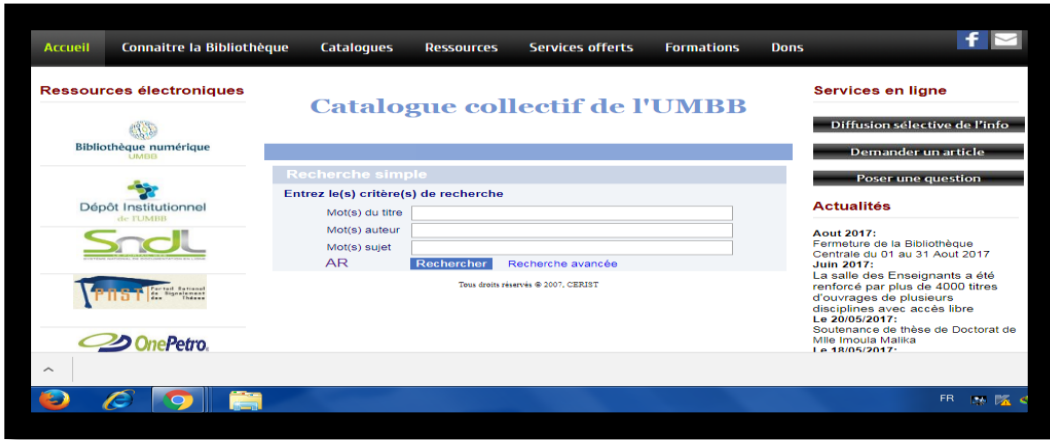 Accueil Connaitre la Bibliothèque Catalogues Ressources Services offerts Formations Dons
Ressources électroniques
Bibliothèque numérique
UMBB
Dépôt Institutionnel
de l'UMBB
Sndl
PNST Portail National
de Signalement
des Thèses
OnePetro
Catalogue collectif de l'UMBB
Recherche simple
Entrez le(s) critère(s) de recherche
Mot(s) du titre
Mot(s) auteur
Mot(s) sujet
AR Rechercher Recherche avancée
Tous droits réservés © 2007, CERIST
Services en ligne
Diffusion sélective de l'info
Demander un article
Poser une question
Actualités
Aout 2017:
Fermeture de la Bibliothèque
Centrale du 01 au 31 Aout 2017
Juin 2017:
La salle des Enseignants a été
renforcé par plus de 4000 titres
d'ouvrages de plusieurs
disciplines avec accès libre
Le 20/05/2017:
Soutenance de thèse de Doctorat de
Mlle Imoula Malika
Le 18/05/2017:
FR